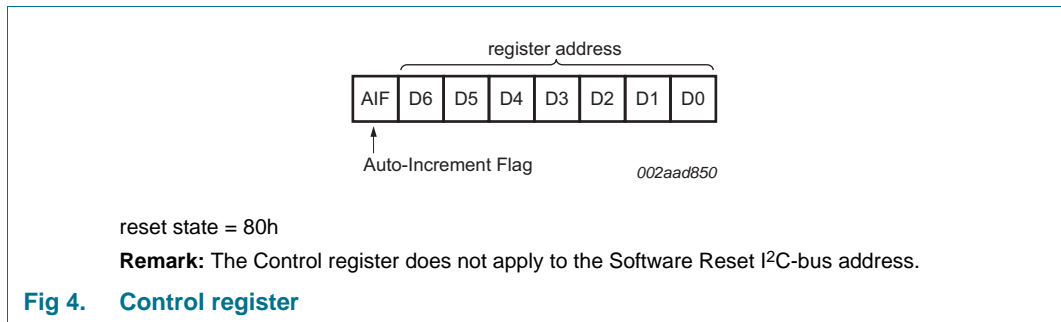 register address
AIF D6 D5 D4 D3 D2 D1 D0
Auto-Increment Flag
002aad850
reset state = 80h
Remark: The Control register does not apply to the Software Reset I²C-bus address.
Fig 4. Control register